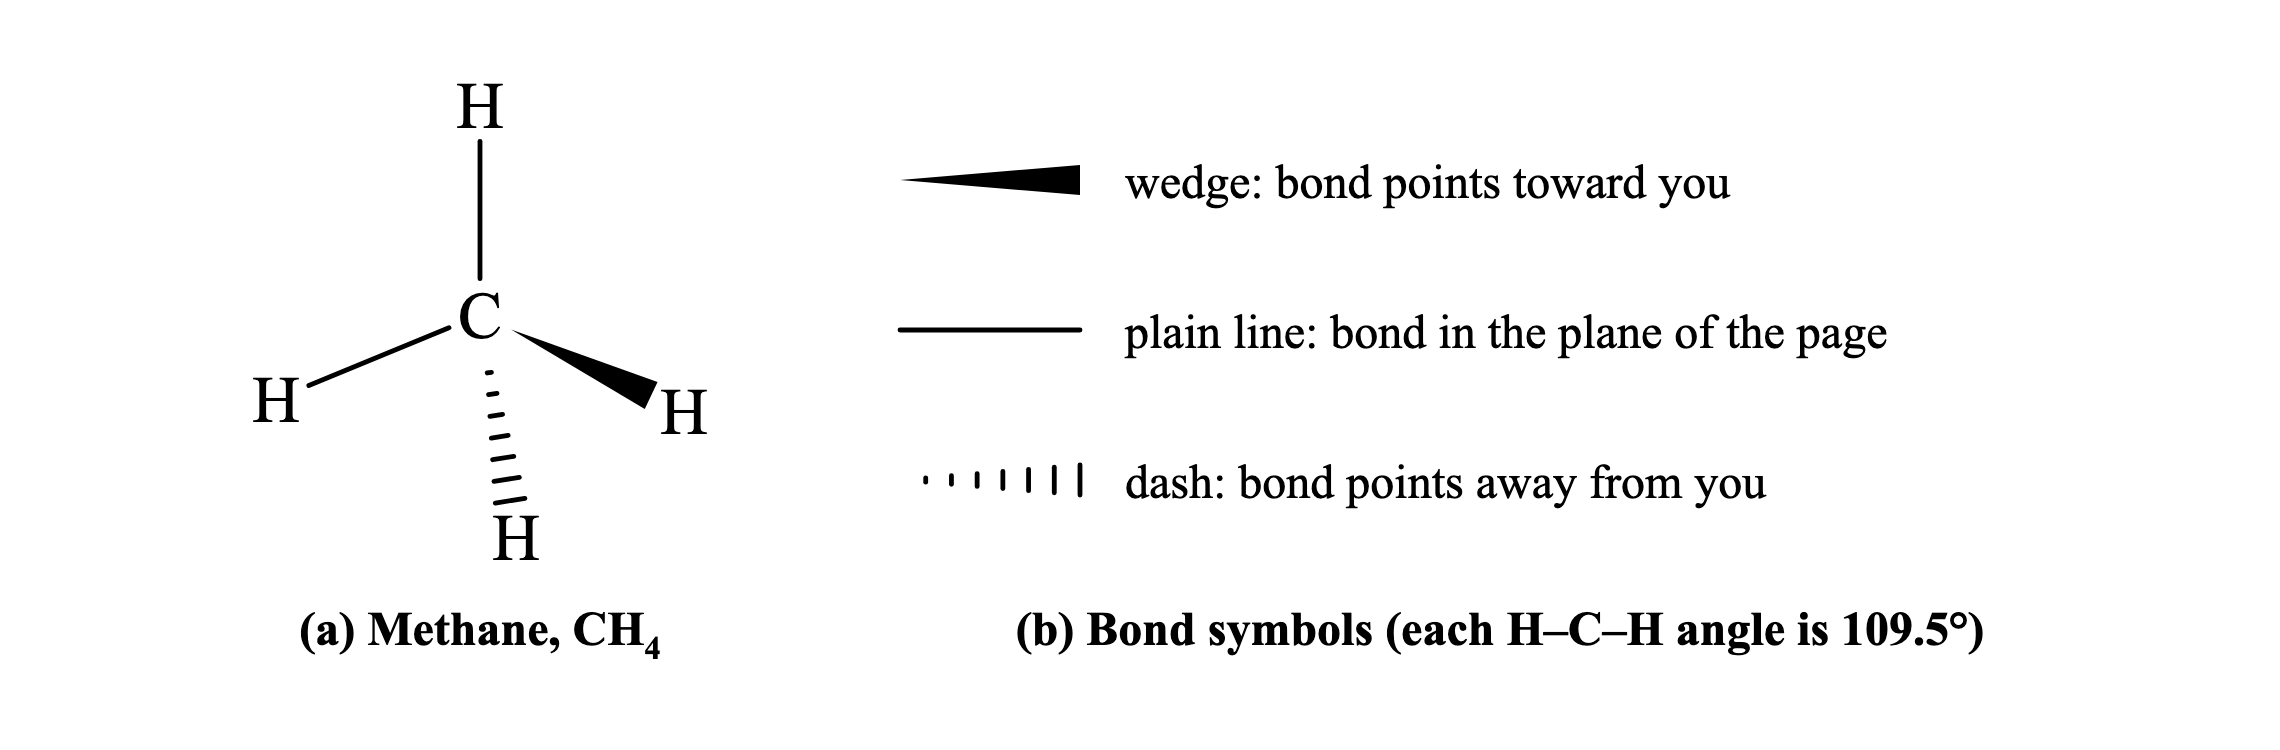 H
C
H
H
H
wedge: bond points toward you
plain line: bond in the plane of the page
dash: bond points away from you
(a) Methane, CH₄
(b) Bond symbols (each H–C–H angle is 109.5°)